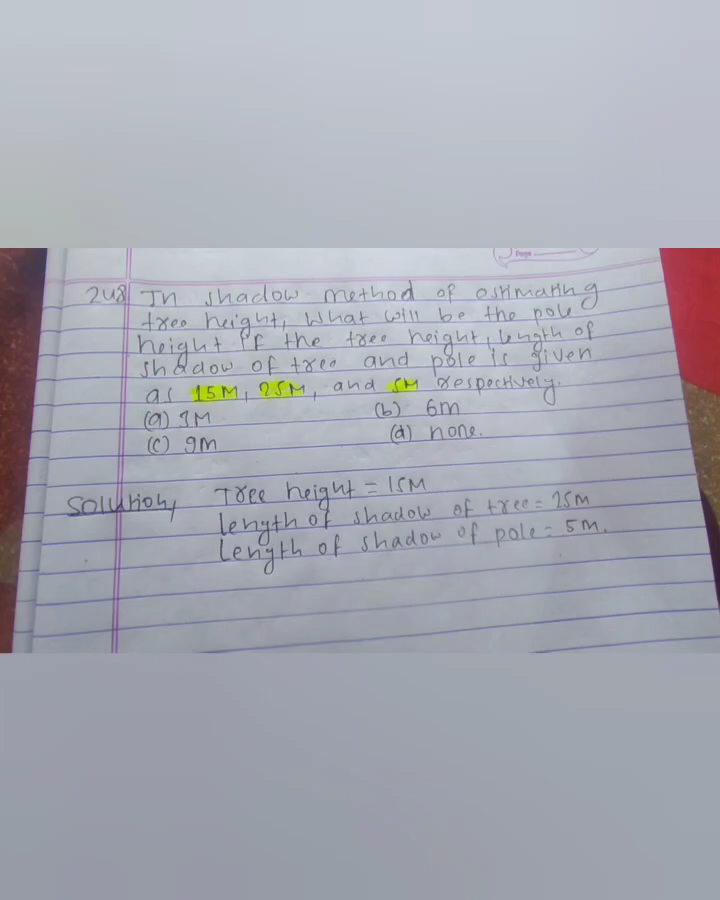 248 In shadow method of estimating
tree height, what will be the pole
height if the tree height, length of
shadow of tree and pole is given
as 15M, 25M, and 5M respectively.
(a) 3M (b) 6m
(c) 9m (d) none.
Solution, Tree height = 15M
length of shadow of tree = 25M
length of shadow of pole = 5M.